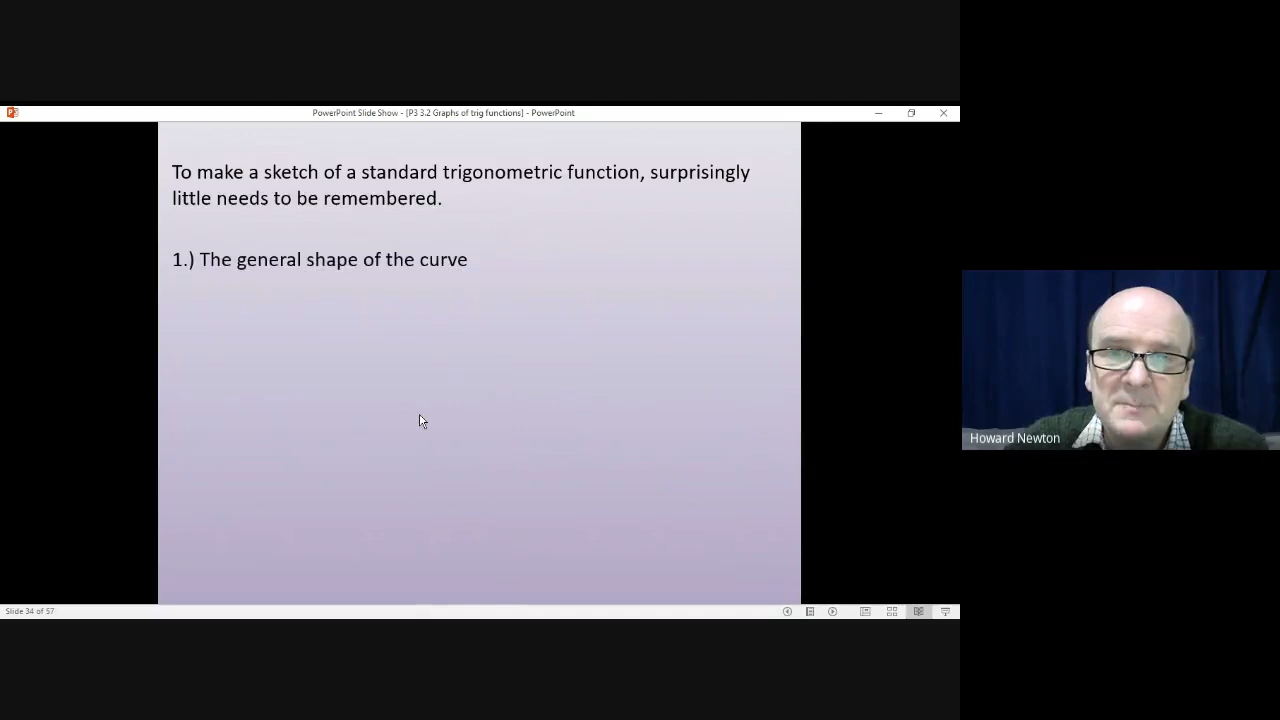 PowerPoint Slide Show - [P3 3.2 Graphs of trig functions] - PowerPoint
To make a sketch of a standard trigonometric function, surprisingly
little needs to be remembered.
1.) The general shape of the curve
Howard Newton
Slide 34 of 57